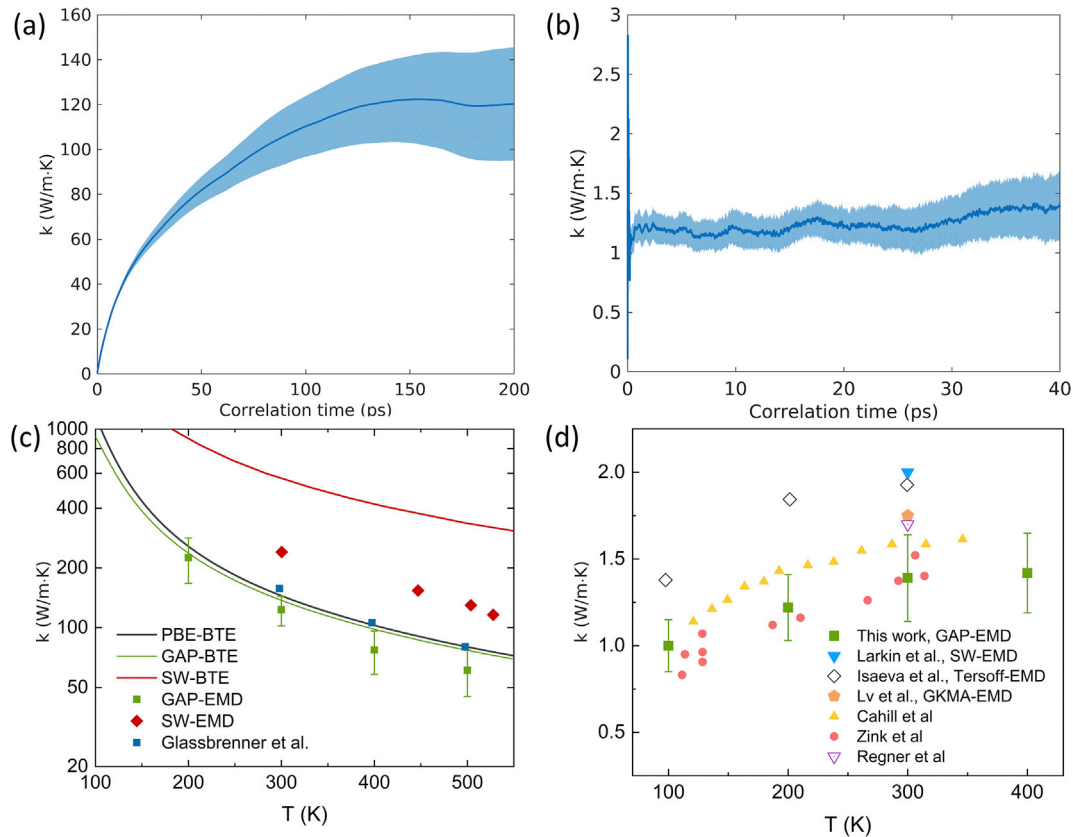 (a)
160
140
120
100
80
60
40
20
0
k (W/m·K)
0 50 100 150 200
Correlation time (ps)
(b)
3
2.5
2
1.5
1
0.5
0
k (W/m·K)
0 10 20 30 40
Correlation time (ps)
(c)
1000
800
600
400
200
100
50
20
k (W/m·K)
PBE-BTE
GAP-BTE
SW-BTE
GAP-EMD
SW-EMD
Glassbrenner et al.
100 200 300 400 500
T (K)
(d)
2.0
1.5
1.0
0.5
k (W/m·K)
This work, GAP-EMD
Larkin et al., SW-EMD
Isaeva et al., Tersoff-EMD
Lv et al., GKMA-EMD
Cahill et al
Zink et al
Regner et al
100 200 300 400
T (K)